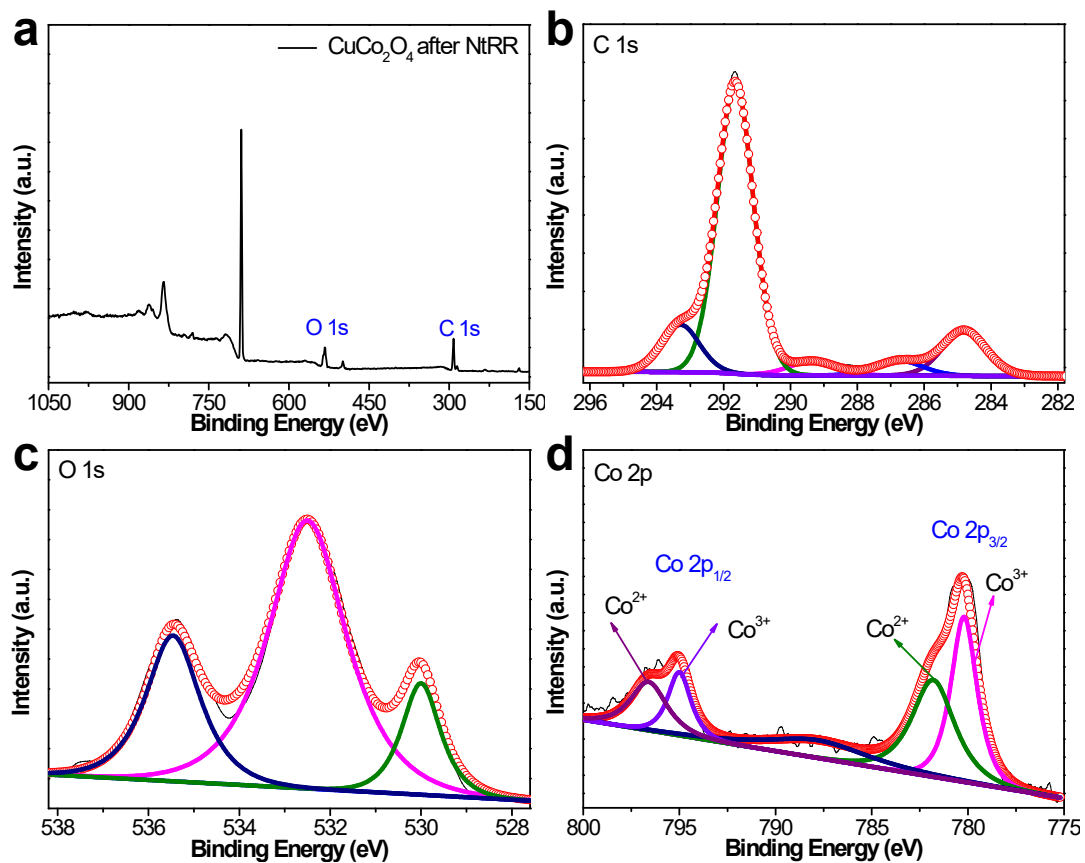 a
CuCo₂O₄ after NtRR
O 1s
C 1s
Intensity (a.u.)
1050 900 750 600 450 300 150
Binding Energy (eV)
b
C 1s
Intensity (a.u.)
296 294 292 290 288 286 284 282
Binding Energy (eV)
c
O 1s
Intensity (a.u.)
538 536 534 532 530 528
Binding Energy (eV)
d
Co 2p
Co 2p₃/₂
Co 2p₁/₂
Co³⁺
Co²⁺
Co³⁺
Co²⁺
Intensity (a.u.)
800 795 790 785 780 775
Binding Energy (eV)